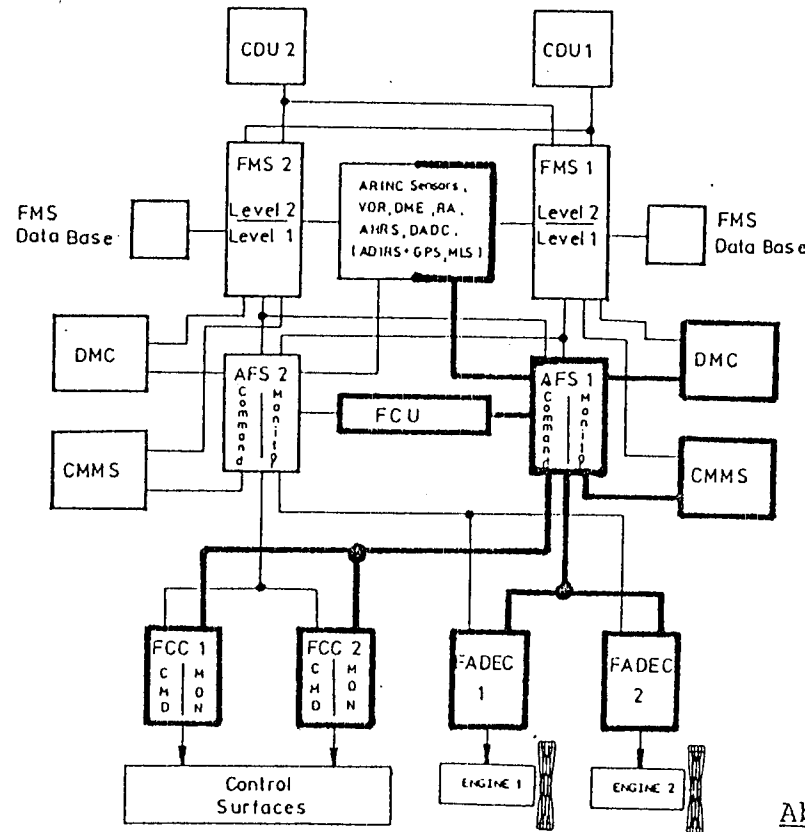 CDU 2
CDU 1
FMS 2
Level 2
Level 1
ARINC Sensors,
VOR, DME, RA,
AHRS, DADC,
(ADIRS+GPS, MLS)
FMS 1
Level 2
Level 1
FMS
Data Base
FMS
Data Base
DMC
AFS 2
Command
FCU
AFS 1
Command
DMC
CMMS
CMMS
FCC 1
CMD
MON
FCC 2
CMD
MON
FADEC
1
FADEC
2
Control
Surfaces
ENGINE 1
ENGINE 2